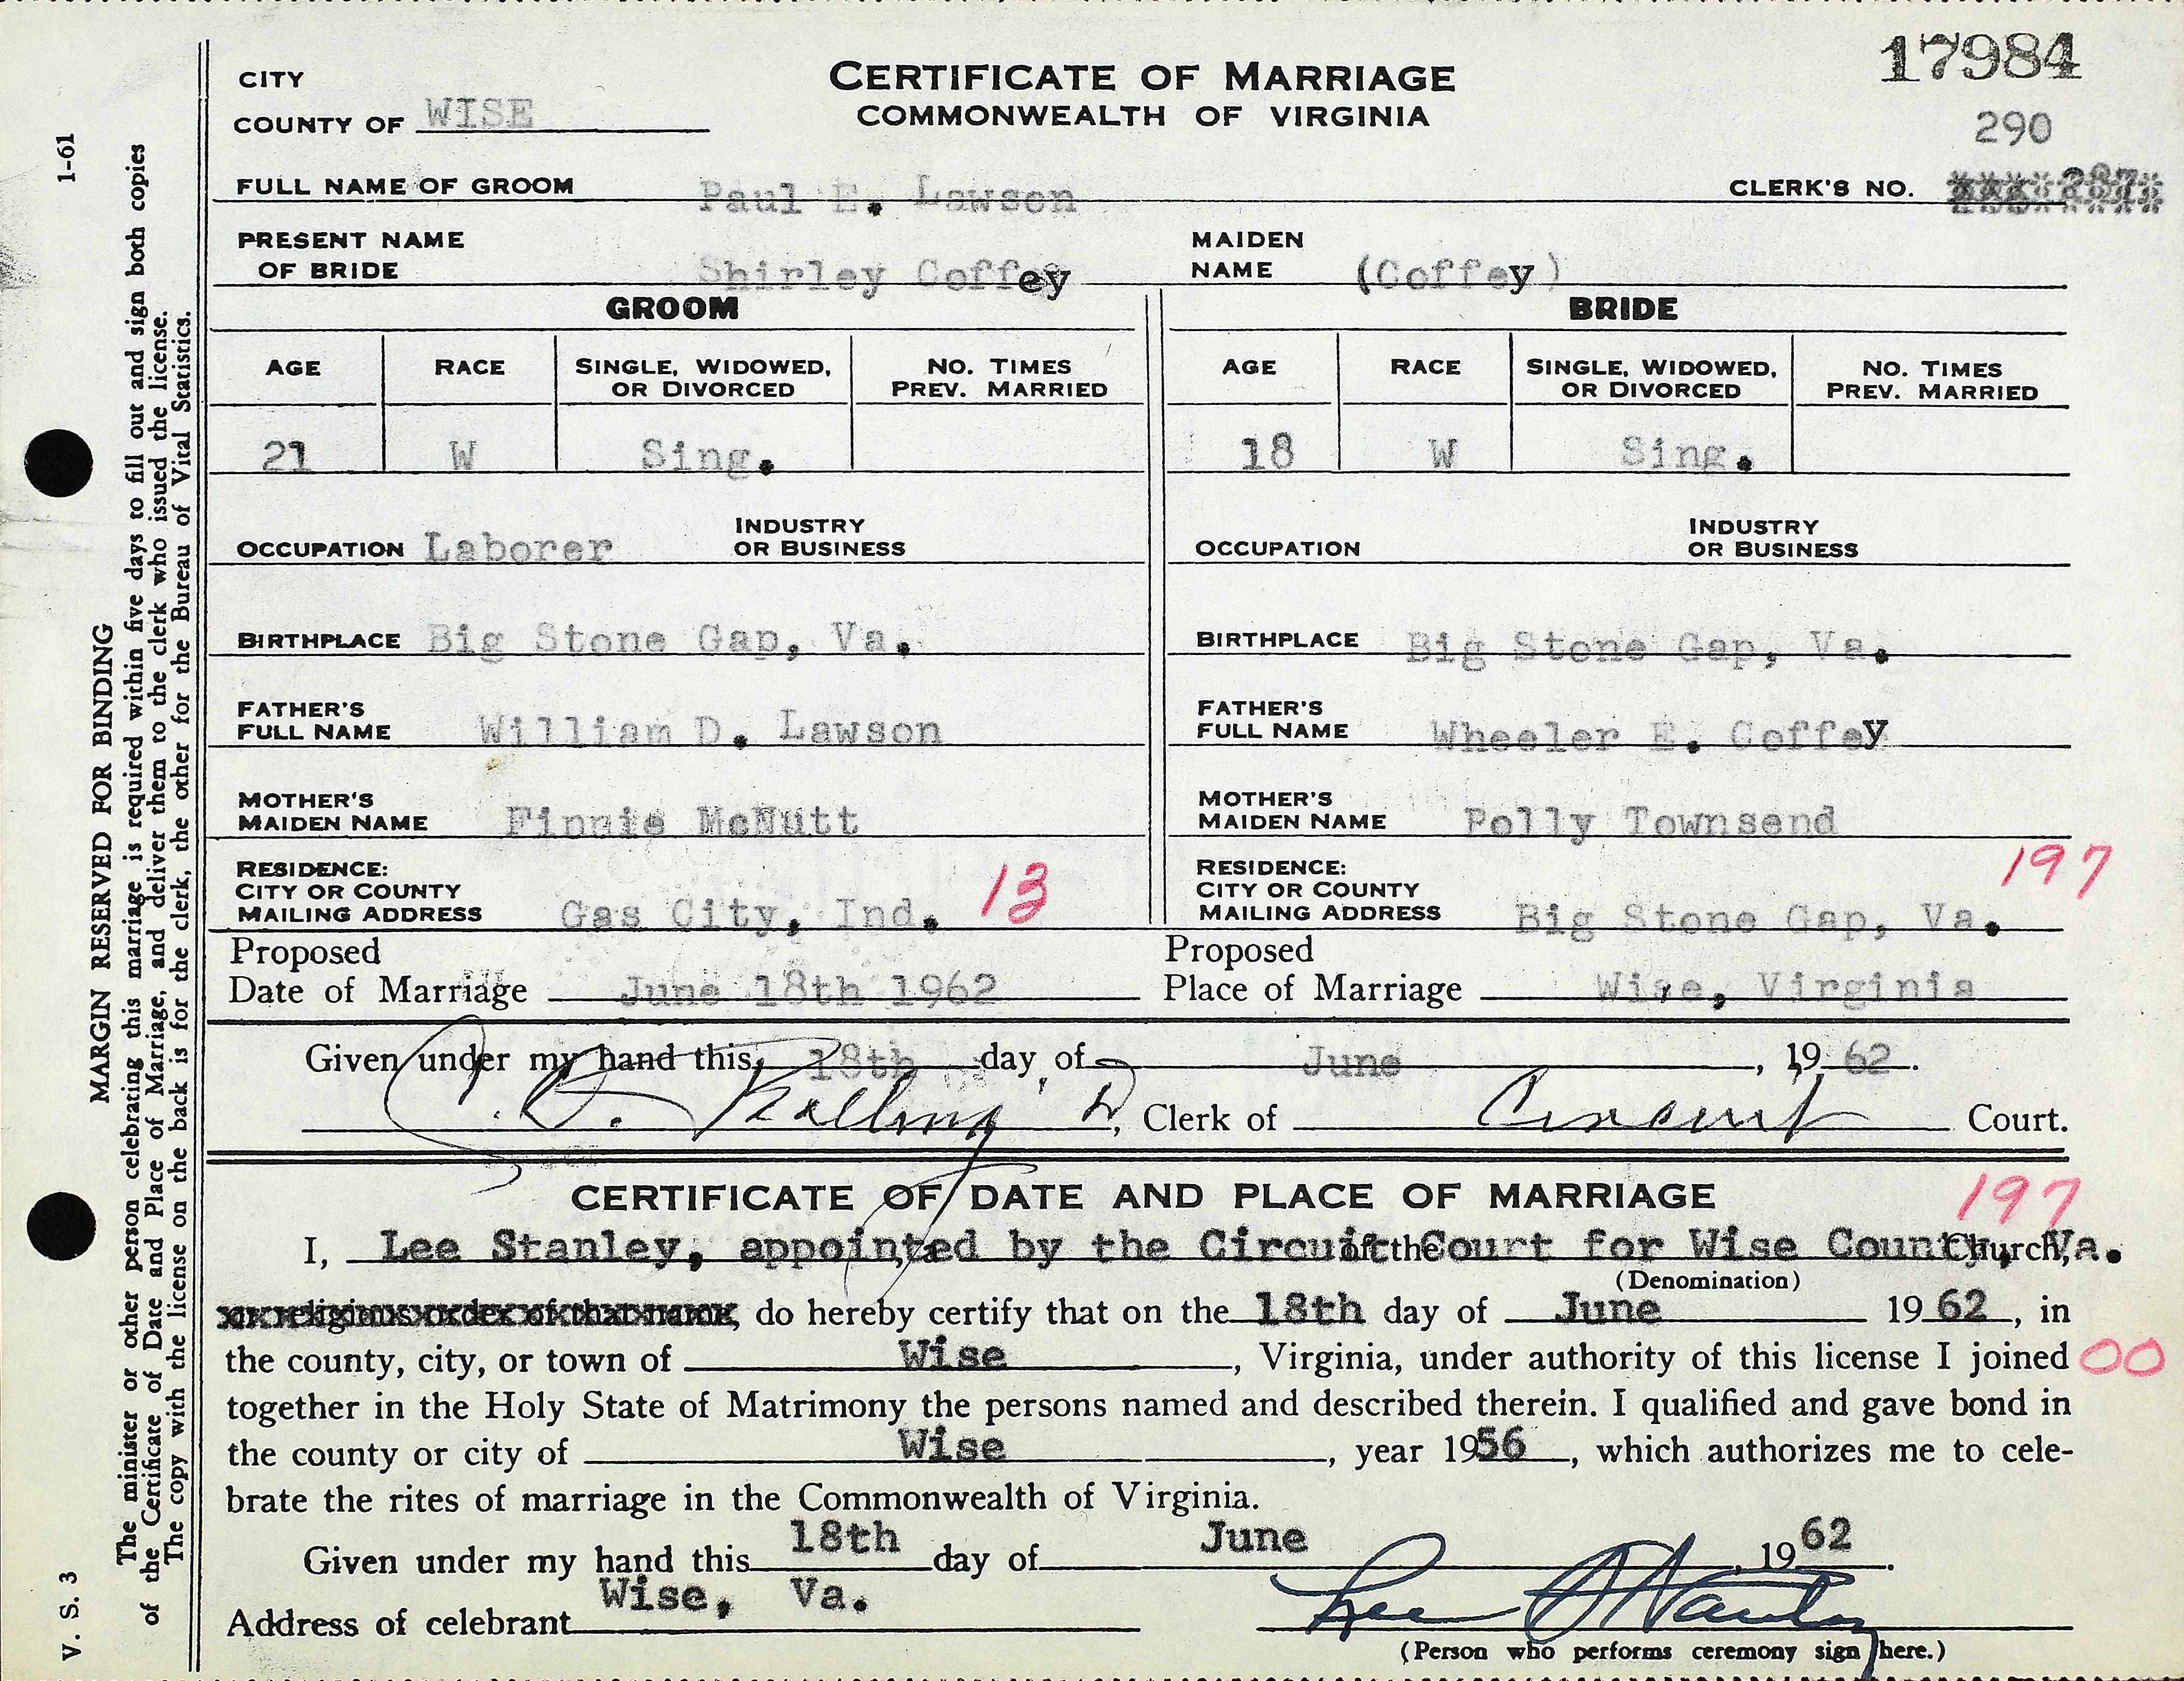 17984
CITY
CERTIFICATE OF MARRIAGE
COUNTY OF WISE
COMMONWEALTH OF VIRGINIA
290
FULL NAME OF GROOM Paul E. Lawson CLERK'S NO.
PRESENT NAME OF BRIDE Shirley Coffey MAIDEN NAME (Coffey)
GROOM BRIDE
AGE RACE SINGLE, WIDOWED, OR DIVORCED NO. TIMES PREV. MARRIED AGE RACE SINGLE, WIDOWED, OR DIVORCED NO. TIMES PREV. MARRIED
21 W Sing. 18 W Sing.
OCCUPATION Laborer INDUSTRY OR BUSINESS OCCUPATION INDUSTRY OR BUSINESS
BIRTHPLACE Big Stone Gap, Va. BIRTHPLACE Big Stone Gap, Va.
FATHER'S FULL NAME William D. Lawson FATHER'S FULL NAME Wheeler E. Coffey
MOTHER'S MAIDEN NAME Finnie McNutt MOTHER'S MAIDEN NAME Polly Townsend
RESIDENCE: CITY OR COUNTY MAILING ADDRESS Gas City, Ind. 13 RESIDENCE: CITY OR COUNTY MAILING ADDRESS Big Stone Gap, Va. 197
Proposed Date of Marriage June 18th 1962 Proposed Place of Marriage Wise, Virginia
Given under my hand this, 18th day of June, 19 62.
Clerk of Circuit Court.
CERTIFICATE OF DATE AND PLACE OF MARRIAGE 197
I, Lee Stanley, appointed by the Circuit of the Court for Wise County, Church, Va.
(Denomination)
or religious order of that name, do hereby certify that on the 18th day of June 19 62, in
the county, city, or town of Wise, Virginia, under authority of this license I joined 00
together in the Holy State of Matrimony the persons named and described therein. I qualified and gave bond in
the county or city of Wise, year 1956, which authorizes me to cele-
brate the rites of marriage in the Commonwealth of Virginia.
Given under my hand this 18th day of June, 19 62.
Address of celebrant Wise, Va. Lee Stanley
(Person who performs ceremony sign here.)
V. S. 3 1-61
MARGIN RESERVED FOR BINDING
The minister or other person celebrating this marriage is required within five days to fill out and sign both copies
of the Certificate of Date and Place of Marriage, and deliver them to the clerk who issued the license.
The copy with the license on the back is for the clerk, the other for the Bureau of Vital Statistics.